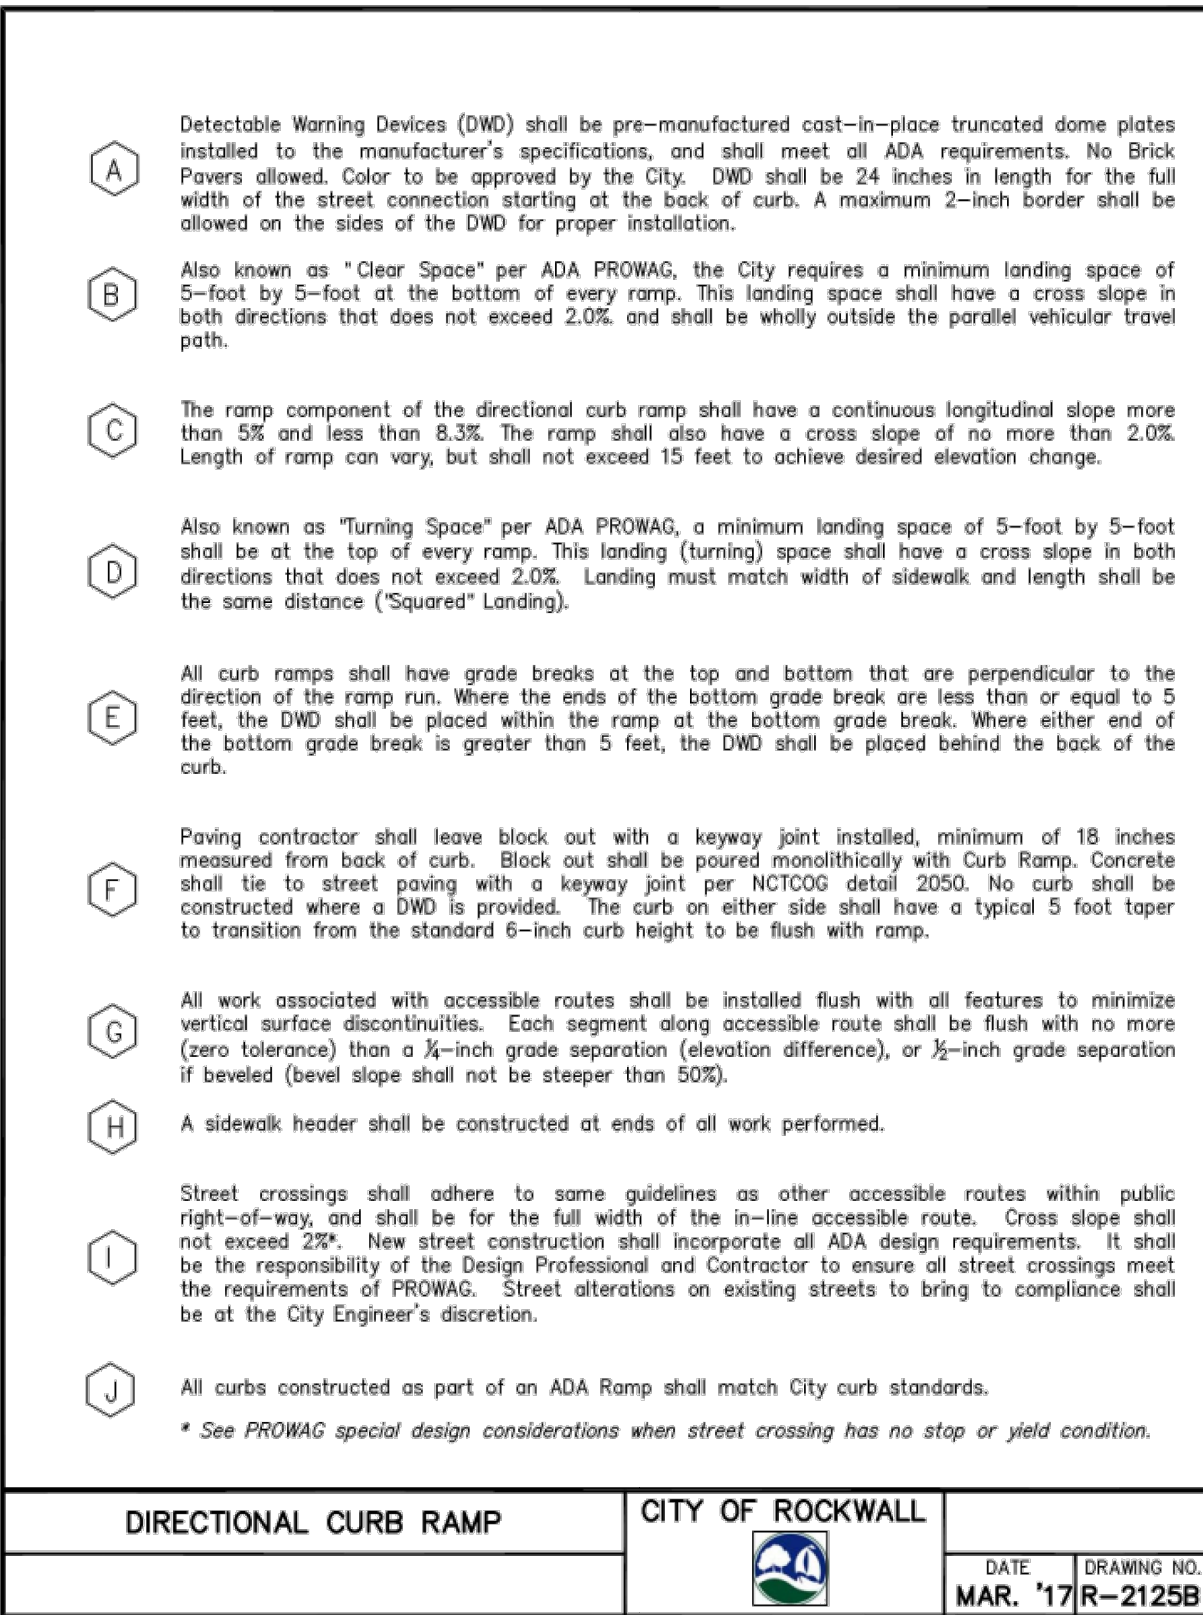 A
Detectable Warning Devices (DWD) shall be pre-manufactured cast-in-place truncated dome plates
installed to the manufacturer's specifications, and shall meet all ADA requirements. No Brick
Pavers allowed. Color to be approved by the City. DWD shall be 24 inches in length for the full
width of the street connection starting at the back of curb. A maximum 2-inch border shall be
allowed on the sides of the DWD for proper installation.
B
Also known as "Clear Space" per ADA PROWAG, the City requires a minimum landing space of
5-foot by 5-foot at the bottom of every ramp. This landing space shall have a cross slope in
both directions that does not exceed 2.0%. and shall be wholly outside the parallel vehicular travel
path.
C
The ramp component of the directional curb ramp shall have a continuous longitudinal slope more
than 5% and less than 8.3%. The ramp shall also have a cross slope of no more than 2.0%.
Length of ramp can vary, but shall not exceed 15 feet to achieve desired elevation change.
D
Also known as "Turning Space" per ADA PROWAG, a minimum landing space of 5-foot by 5-foot
shall be at the top of every ramp. This landing (turning) space shall have a cross slope in both
directions that does not exceed 2.0%. Landing must match width of sidewalk and length shall be
the same distance ("Squared" Landing).
E
All curb ramps shall have grade breaks at the top and bottom that are perpendicular to the
direction of the ramp run. Where the ends of the bottom grade break are less than or equal to 5
feet, the DWD shall be placed within the ramp at the bottom grade break. Where either end of
the bottom grade break is greater than 5 feet, the DWD shall be placed behind the back of the
curb.
F
Paving contractor shall leave block out with a keyway joint installed, minimum of 18 inches
measured from back of curb. Block out shall be poured monolithically with Curb Ramp. Concrete
shall tie to street paving with a keyway joint per NCTCOG detail 2050. No curb shall be
constructed where a DWD is provided. The curb on either side shall have a typical 5 foot taper
to transition from the standard 6-inch curb height to be flush with ramp.
G
All work associated with accessible routes shall be installed flush with all features to minimize
vertical surface discontinuities. Each segment along accessible route shall be flush with no more
(zero tolerance) than a ¼-inch grade separation (elevation difference), or ½-inch grade separation
if beveled (bevel slope shall not be steeper than 50%).
H
A sidewalk header shall be constructed at ends of all work performed.
I
Street crossings shall adhere to same guidelines as other accessible routes within public
right-of-way, and shall be for the full width of the in-line accessible route. Cross slope shall
not exceed 2%*. New street construction shall incorporate all ADA design requirements. It shall
be the responsibility of the Design Professional and Contractor to ensure all street crossings meet
the requirements of PROWAG. Street alterations on existing streets to bring to compliance shall
be at the City Engineer's discretion.
J
All curbs constructed as part of an ADA Ramp shall match City curb standards.
* See PROWAG special design considerations when street crossing has no stop or yield condition.
DIRECTIONAL CURB RAMP
CITY OF ROCKWALL
DATE
MAR. '17
DRAWING NO.
R-2125B